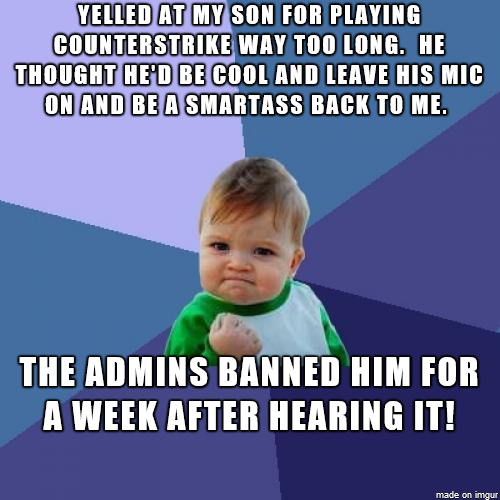 YELLED AT MY SON FOR PLAYING
COUNTERSTRIKE WAY TOO LONG. HE
THOUGHT HE'D BE COOL AND LEAVE HIS MIC
ON AND BE A SMARTASS BACK TO ME.
THE ADMINS BANNED HIM FOR
A WEEK AFTER HEARING IT!
made on imgur